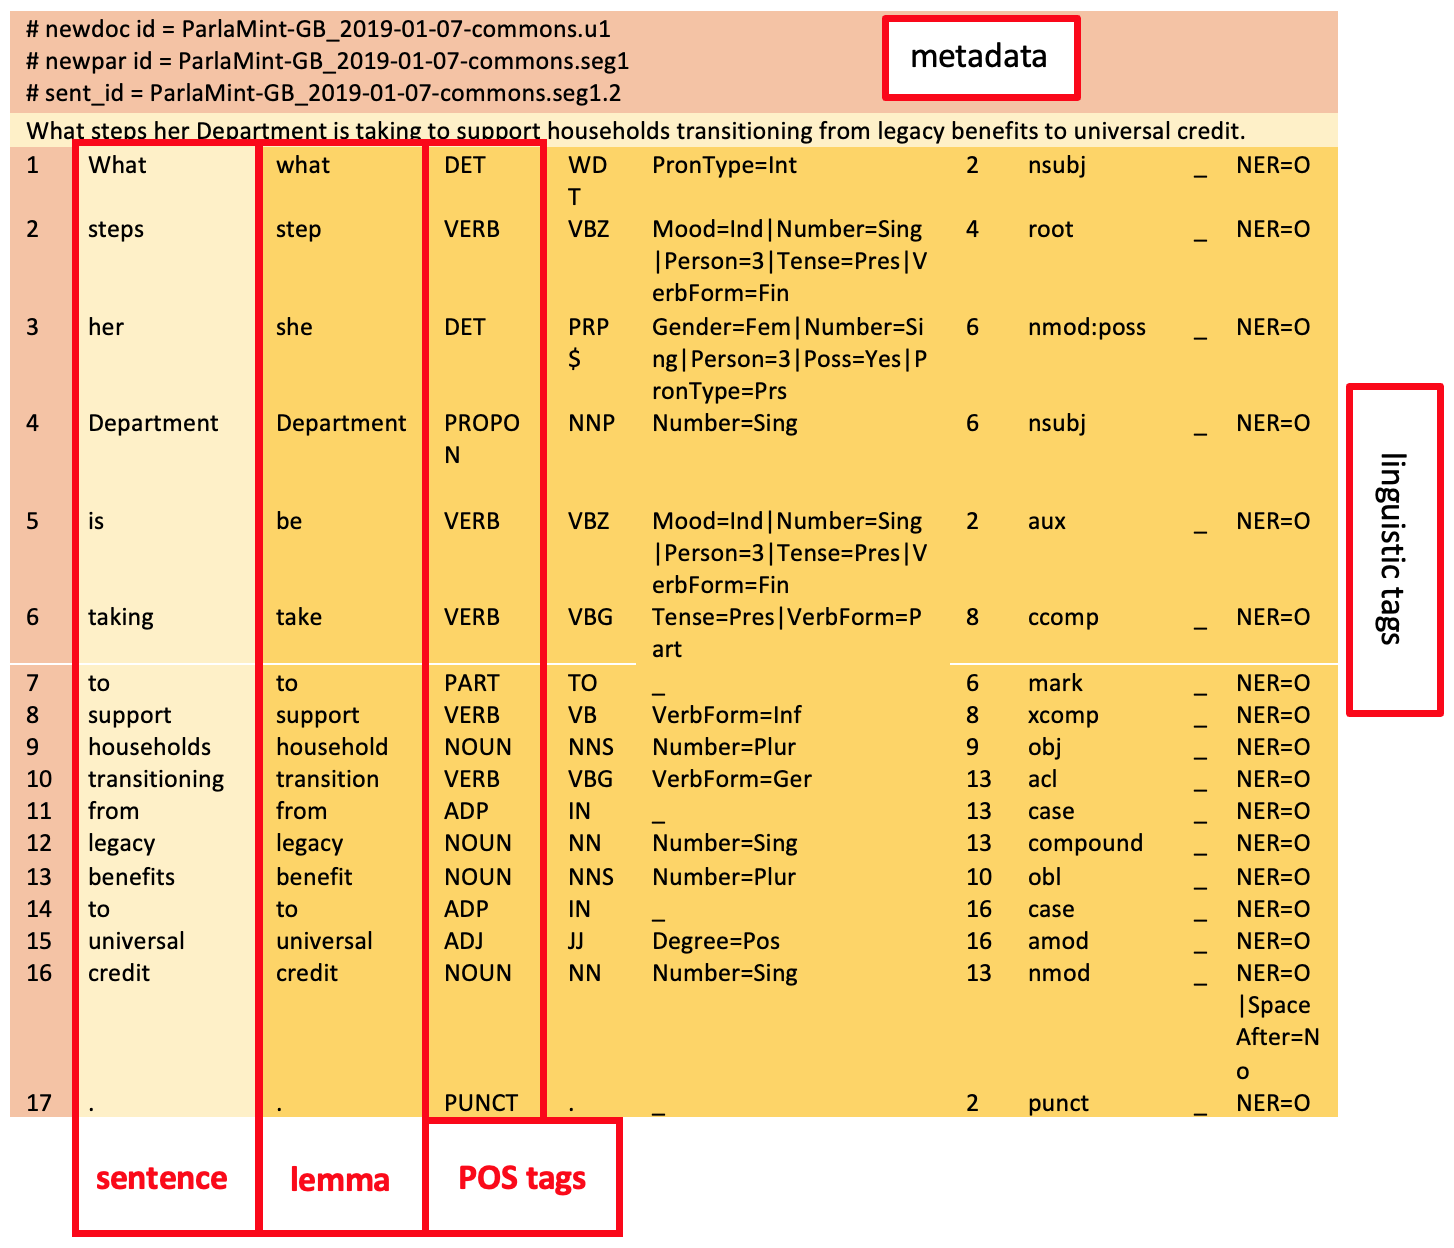 # newdoc id = ParlaMint-GB_2019-01-07-commons.u1
# newpar id = ParlaMint-GB_2019-01-07-commons.seg1
# sent_id = ParlaMint-GB_2019-01-07-commons.seg1.2
metadata
What steps her Department is taking to support households transitioning from legacy benefits to universal credit.
1 What what DET WD PronType=Int 2 nsubj _ NER=O
T
2 steps step VERB VBZ Mood=Ind|Number=Sing 4 root _ NER=O
|Person=3|Tense=Pres|V
erbForm=Fin
3 her she DET PRP Gender=Fem|Number=Si 6 nmod:poss _ NER=O
$ ng|Person=3|Poss=Yes|P
ronType=Prs
4 Department Department PROPO NNP Number=Sing 6 nsubj _ NER=O
N
5 is be VERB VBZ Mood=Ind|Number=Sing 2 aux _ NER=O
|Person=3|Tense=Pres|V
erbForm=Fin
6 taking take VERB VBG Tense=Pres|VerbForm=P 8 ccomp _ NER=O
art
7 to to PART TO _ 6 mark _ NER=O
8 support support VERB VB VerbForm=Inf 8 xcomp _ NER=O
9 households household NOUN NNS Number=Plur 9 obj _ NER=O
10 transitioning transition VERB VBG VerbForm=Ger 13 acl _ NER=O
11 from from ADP IN _ 13 case _ NER=O
12 legacy legacy NOUN NN Number=Sing 13 compound _ NER=O
13 benefits benefit NOUN NNS Number=Plur 10 obl _ NER=O
14 to to ADP IN _ 16 case _ NER=O
15 universal universal ADJ JJ Degree=Pos 16 amod _ NER=O
16 credit credit NOUN NN Number=Sing 13 nmod _ NER=O
|Space
After=N
o
17 . . PUNCT . _ 2 punct _ NER=O
linguistic tags
sentence lemma POS tags